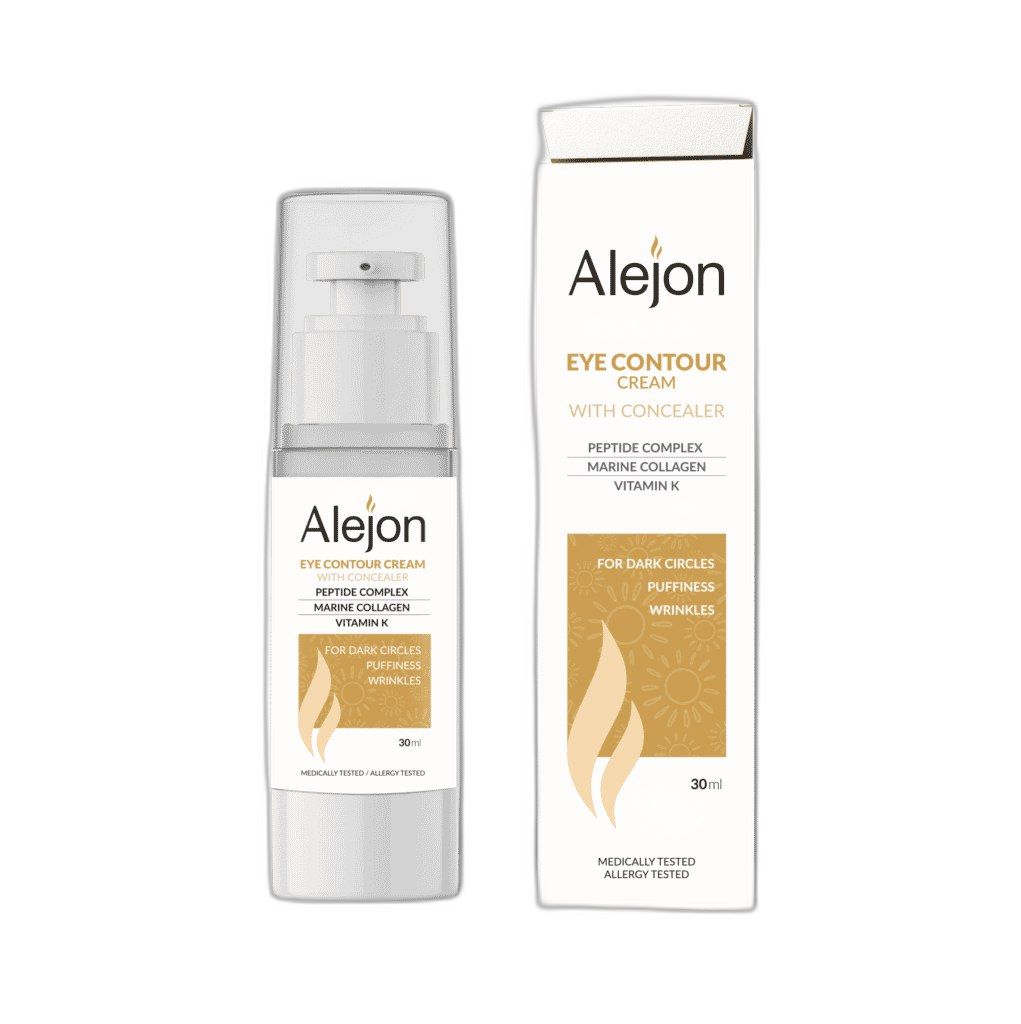 Alejon
EYE CONTOUR CREAM
WITH CONCEALER
PEPTIDE COMPLEX
MARINE COLLAGEN
VITAMIN K
FOR DARK CIRCLES
PUFFINESS
WRINKLES
30ml
MEDICALLY TESTED / ALLERGY TESTED
Alejon
EYE CONTOUR
CREAM
WITH CONCEALER
PEPTIDE COMPLEX
MARINE COLLAGEN
VITAMIN K
FOR DARK CIRCLES
PUFFINESS
WRINKLES
30ml
MEDICALLY TESTED
ALLERGY TESTED